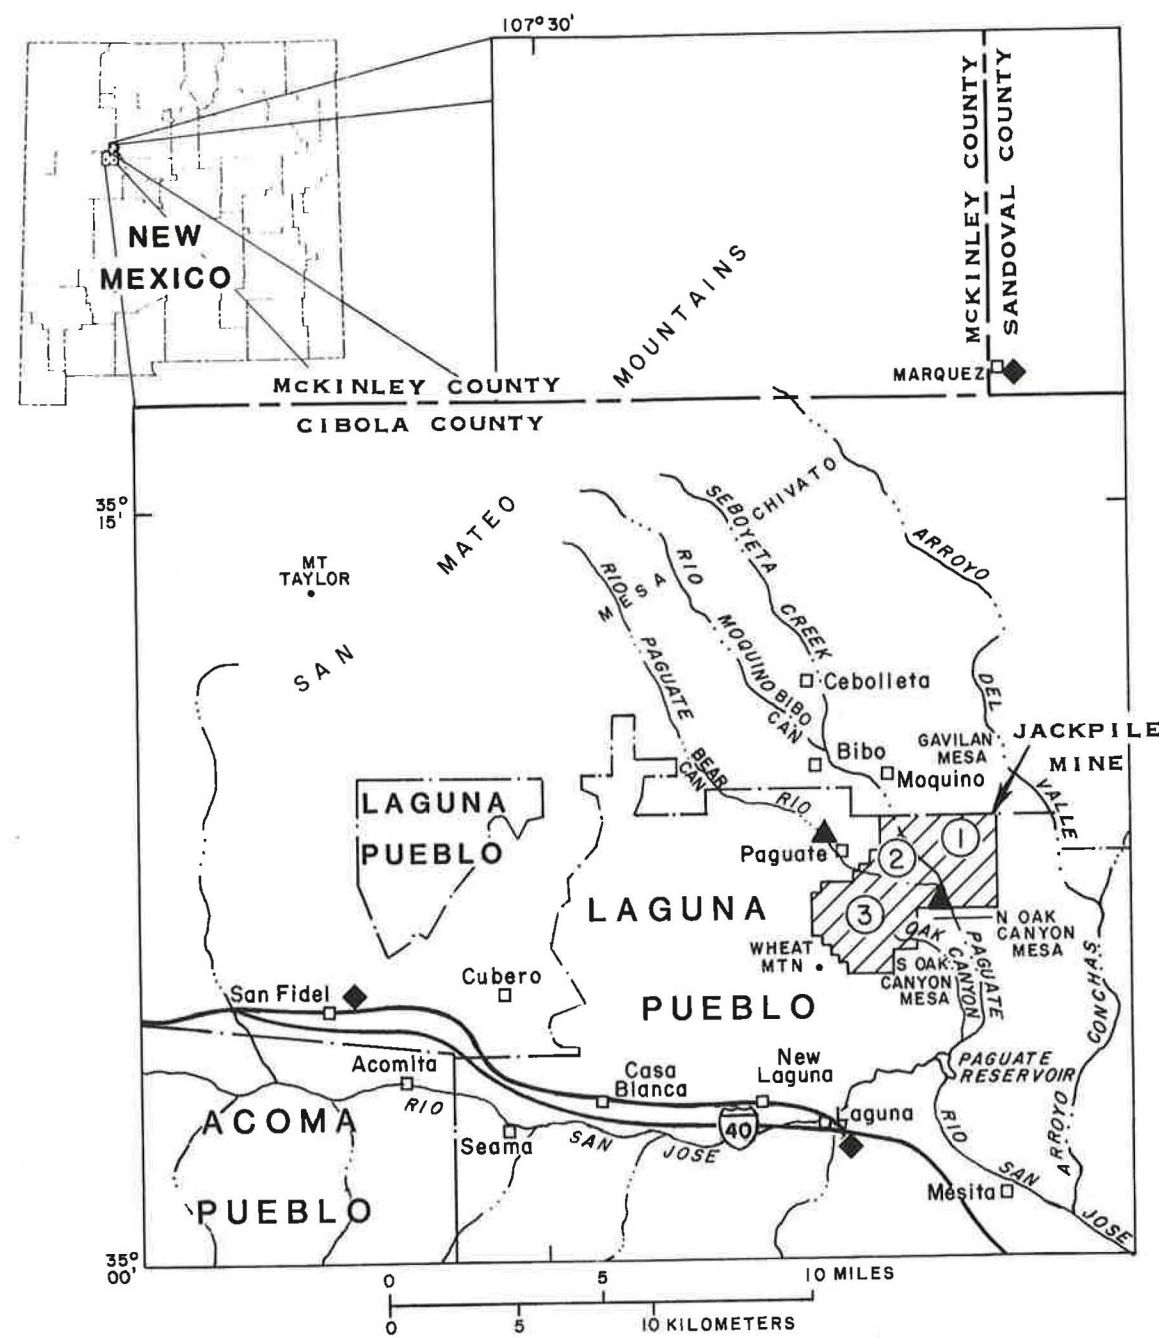 107° 30'
NEW
MEXICO
McKINLEY COUNTY
SANDOVAL COUNTY
MOUNTAINS
MARQUEZ
McKINLEY COUNTY
CIBOLA COUNTY
35°
15'
MATEO
SAN
MT
TAYLOR
CHIVATO
MESA
SEBOYETA
CREEK
ARROYO
DEL
VALLE
RIO
MOQUINO
BIBO
CAN
RIO
PAGUATE
BEAR
CAN
RIO
Cebolleta
Bibo
Moquino
GAVILAN
MESA
JACKPILE
MINE
LAGUNA
PUEBLO
Paguate
1
2
3
LAGUNA
PUEBLO
WHEAT
MTN
OAK
CANYON
N OAK
CANYON
MESA
S OAK
CANYON
MESA
PAGUATE
ARROYO CONCHAS
San Fidel
Cubero
Acomita
RIO
SAN
JOSE
Casa
Blanca
New
Laguna
Laguna
PAGUATE
RESERVOIR
ACOMA
PUEBLO
Seama
40
RIO
SAN
JOSE
Mesita
35°
00'
0 5 10 MILES
0 5 10 KILOMETERS